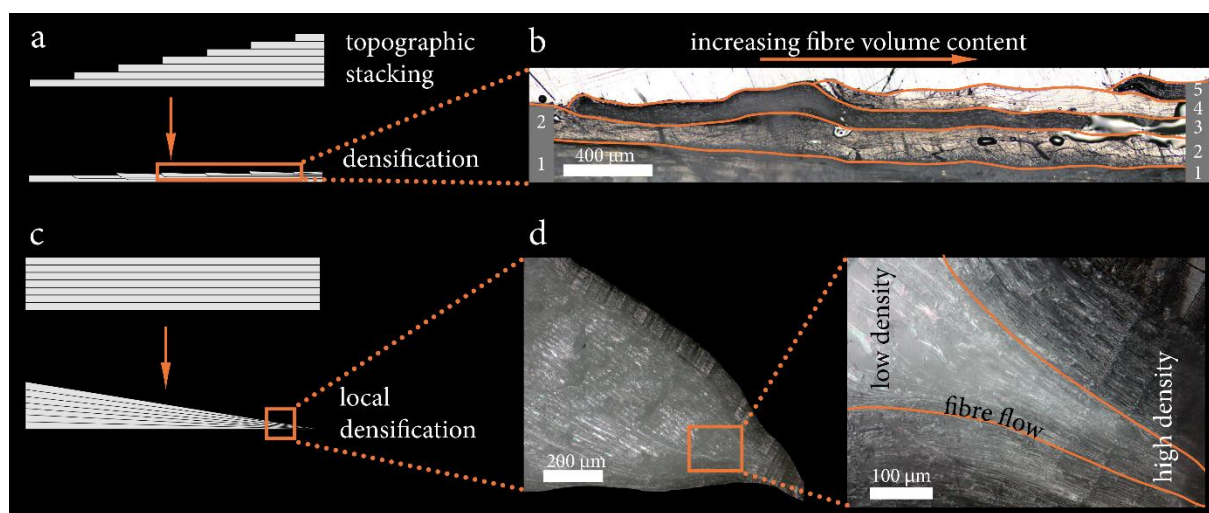 a
topographic
stacking
densification
b
increasing fibre volume content
2
1
400 μm
5
4
3
2
1
c
local
densification
d
200 μm
low density
fibre flow
high density
100 μm